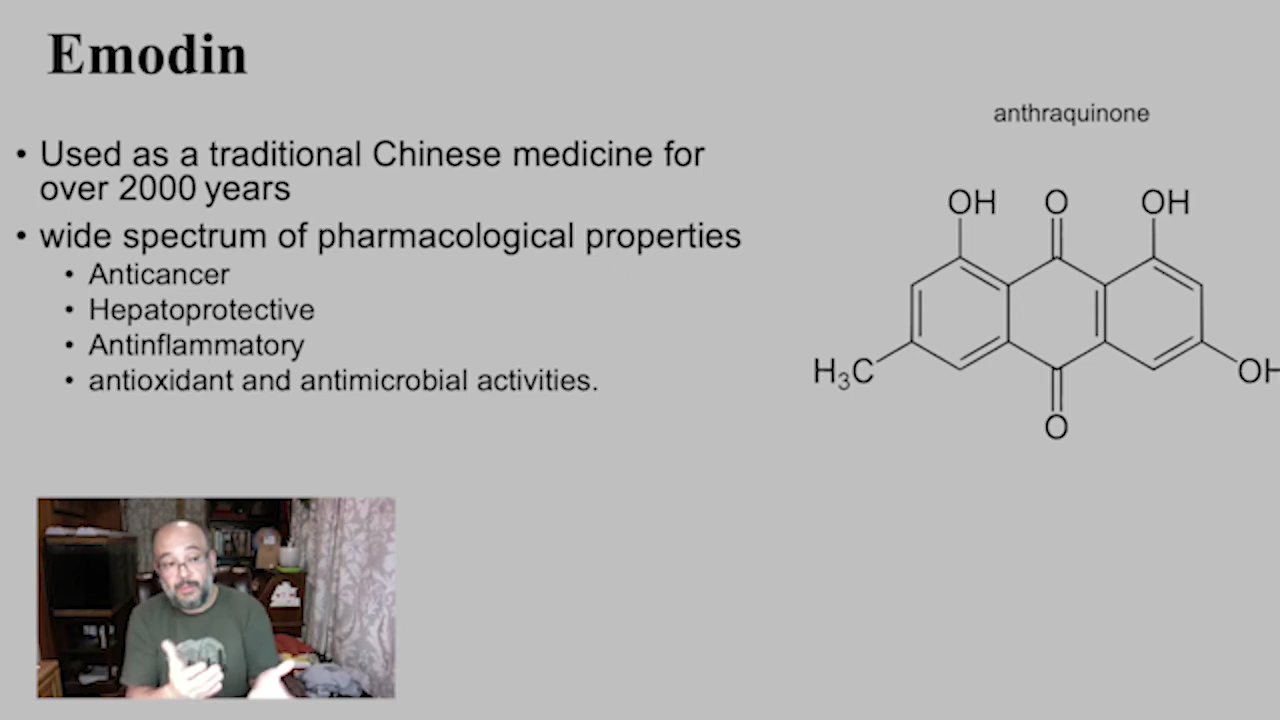 Emodin
• Used as a traditional Chinese medicine for
over 2000 years
• wide spectrum of pharmacological properties
• Anticancer
• Hepatoprotective
• Antinflammatory
• antioxidant and antimicrobial activities.
anthraquinone
OH O OH
H₃C OH
O